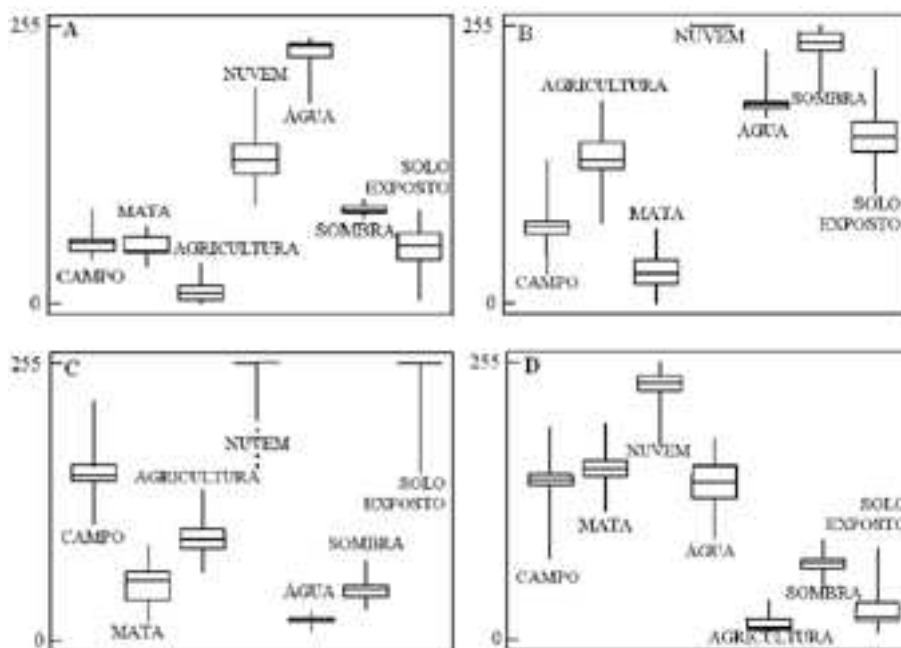 255
A
NUVEM
ÁGUA
MATA
SOLO
EXPOSTO
AGRICULTURA
SOMBRA
CAMPO
0
255
B
NUVEM
AGRICULTURA
SOMBRA
ÁGUA
MATA
SOLO
EXPOSTO
CAMPO
0
255
C
NUVEM
AGRICULTURA
SOLO
EXPOSTO
CAMPO
SOMBRA
ÁGUA
MATA
0
255
D
NUVEM
SOLO
EXPOSTO
MATA
ÁGUA
CAMPO
SOMBRA
AGRICULTURA
0